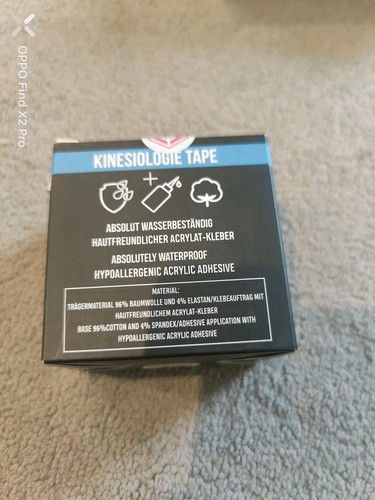 OPPO Find X2 Pro
KINESIOLOGIE TAPE
ABSOLUT WASSERBESTÄNDIG
HAUTFREUNDLICHER ACRYLAT-KLEBER
ABSOLUTELY WATERPROOF
HYPOALLERGENIC ACRYLIC ADHESIVE
MATERIAL:
TRÄGERMATERIAL 96% BAUMWOLLE UND 4% ELASTAN/KLEBEAUFTRAG MIT
HAUTFREUNDLICHEM ACRYLAT-KLEBER
BASE 96%COTTON AND 4% SPANDEX/ADHESIVE APPLICATION WITH
HYPOALLERGENIC ACRYLIC ADHESIVE